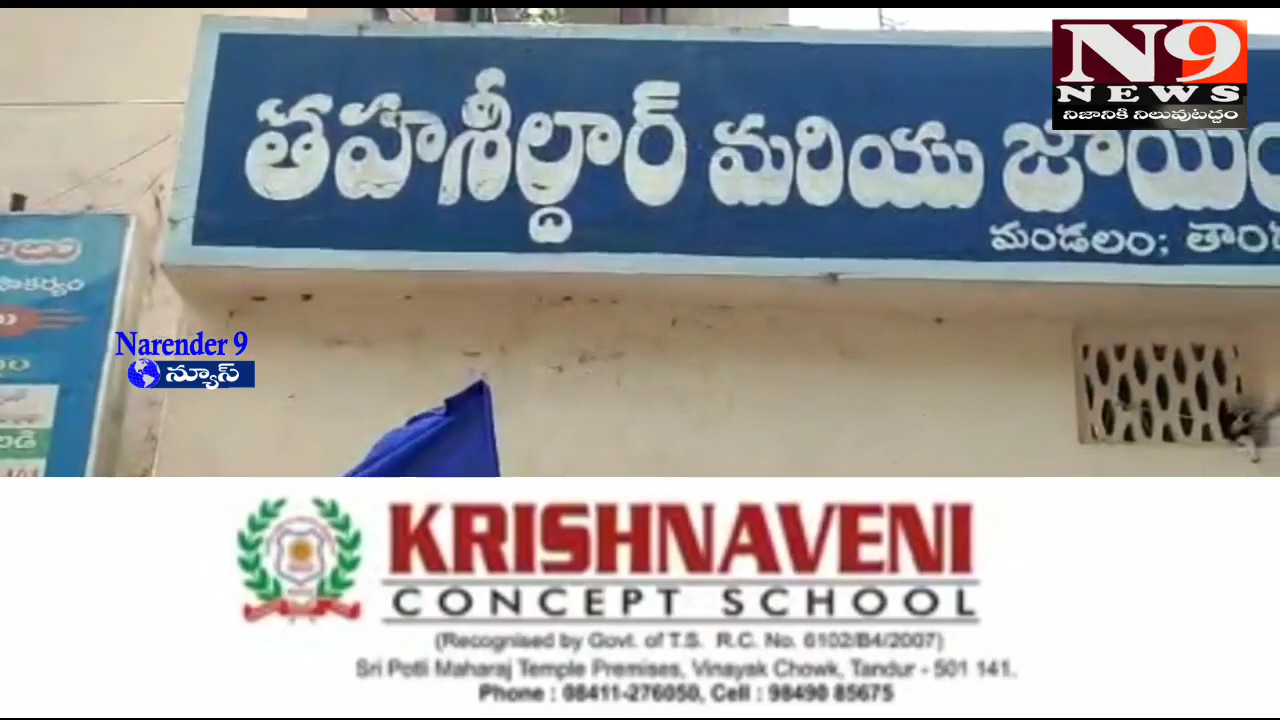 N9
NEWS
నిజానికి నిలువుటద్దం
తహశీల్దార్ మరియు జాయిం
మండలం; తాం
Narender 9
న్యూస్
KRISHNAVENI
CONCEPT SCHOOL
(Recognised by Govt. of T.S. R.C. No. 6102/B4/2007)
Sri Potli Maharaj Temple Premises, Vinayak Chowk, Tandur - 501 141.
Phone : 08411-276050, Cell : 98490 85675